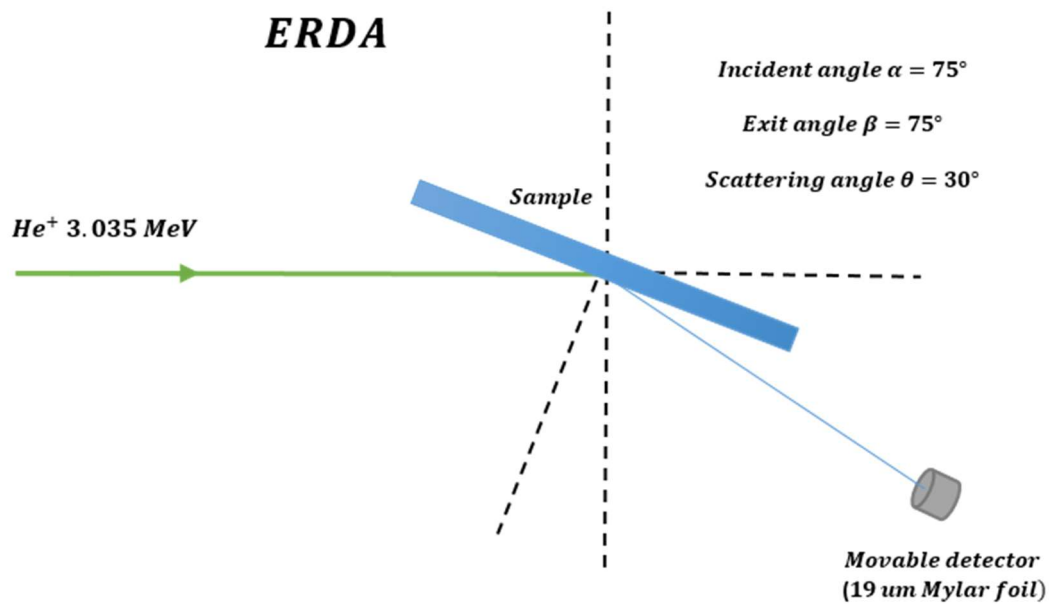 ERDA
Incident angle α = 75°
Exit angle β = 75°
Scattering angle θ = 30°
Sample
He⁺ 3.035 MeV
Movable detector
(19 um Mylar foil)